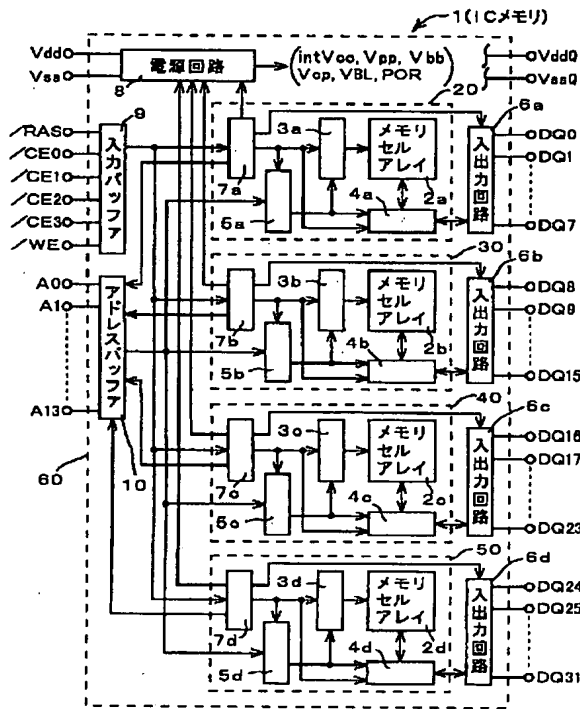 1(ICメモリ)
Vdd
Vss
電源回路
8
(intVcc, Vpp, Vbb
Vcp, VBL, POR)
VddQ
VssQ
20
6a
9
/RAS
/CE0
/CE1
/CE2
/CE3
/WE
入力バッファ
7a
3a
メモリ
セル
アレイ
2a
4a
5a
入出力回路
DQ0
DQ1
DQ7
30
6b
A0
A1
A13
アドレスバッファ
10
60
7b
3b
メモリ
セル
アレイ
2b
4b
5b
入出力回路
DQ8
DQ9
DQ15
40
6c
7c
3c
メモリ
セル
アレイ
2c
4c
5c
入出力回路
DQ16
DQ17
DQ23
50
6d
7d
3d
メモリ
セル
アレイ
2d
4d
5d
入出力回路
DQ24
DQ25
DQ31